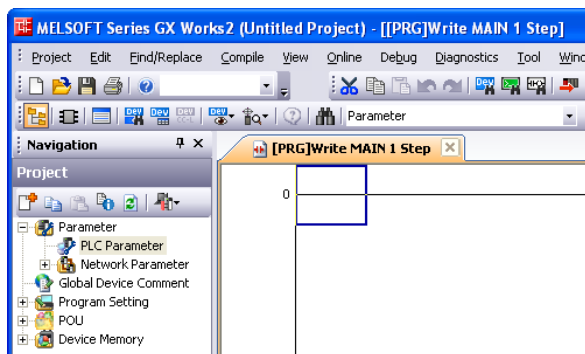 MELSOFT Series GX Works2 (Untitled Project) - [[PRG]Write MAIN 1 Step]
Project Edit Find/Replace Compile View Online Debug Diagnostics Tool
Parameter
Navigation
[PRG]Write MAIN 1 Step
Project
0
Parameter
PLC Parameter
Network Parameter
Global Device Comment
Program Setting
POU
Device Memory